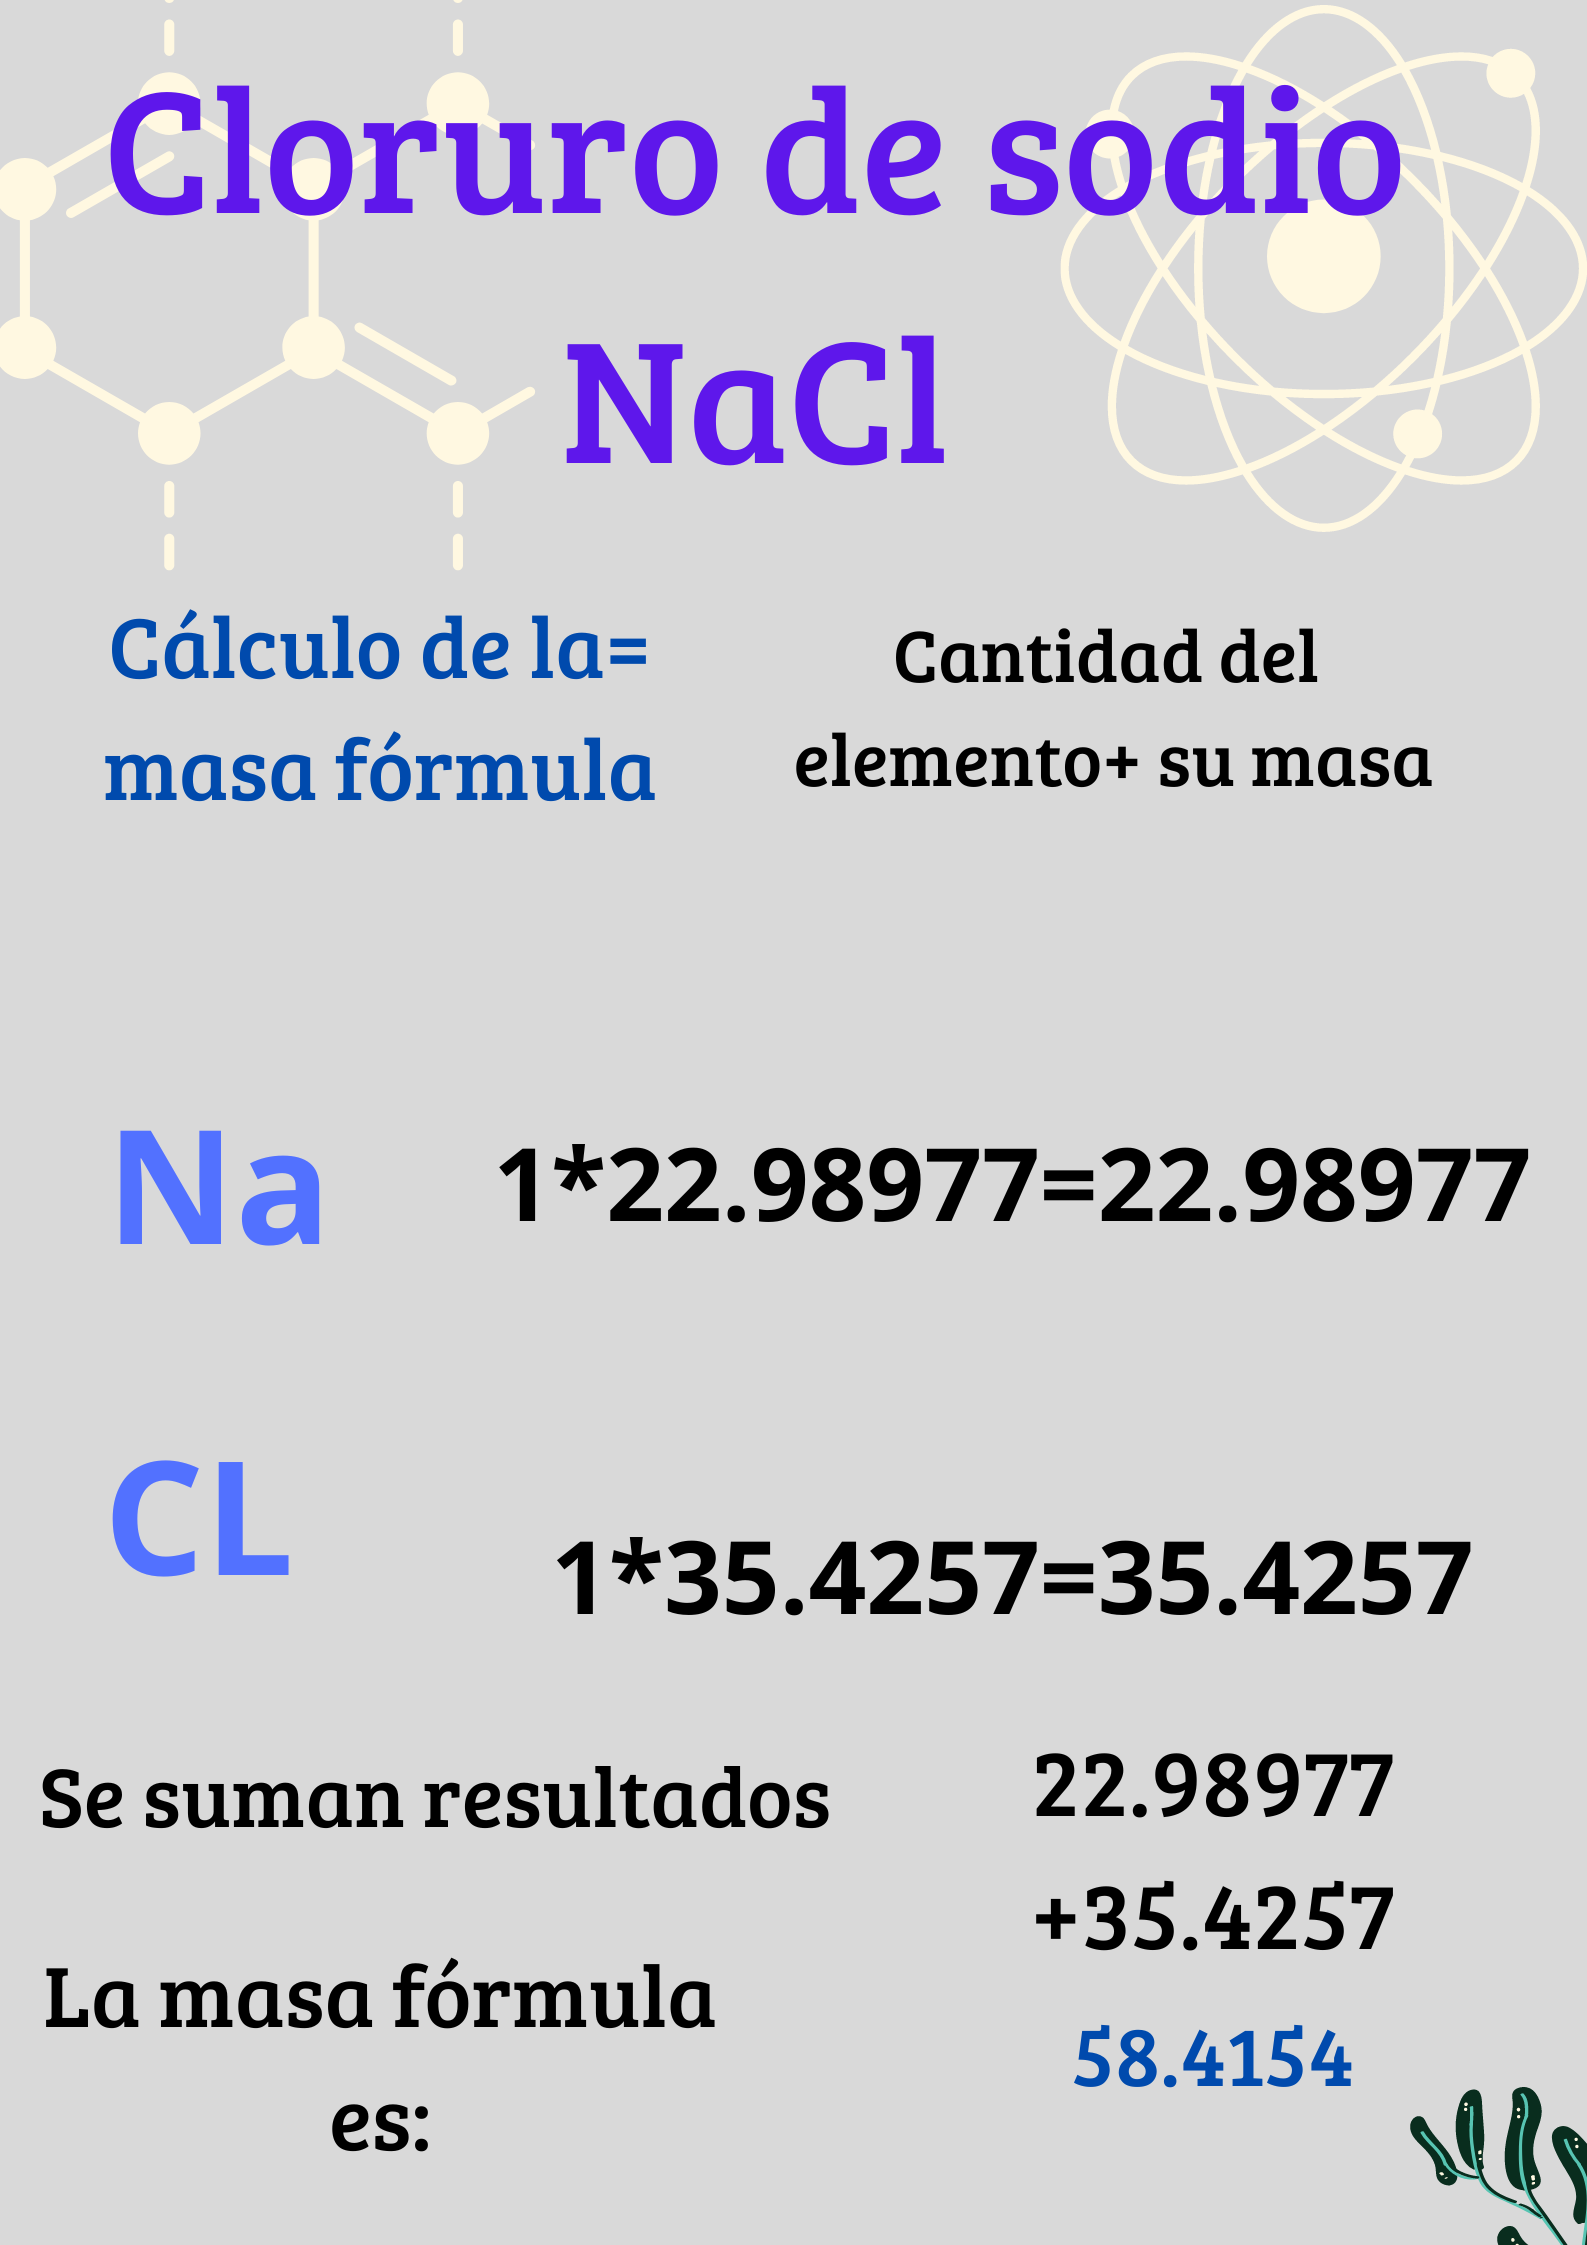 Cloruro de sodio
NaCl
Cálculo de la=
masa fórmula
Cantidad del
elemento+ su masa
Na
1*22.98977=22.98977
CL
1*35.4257=35.4257
Se suman resultados
22.98977
+35.4257
La masa fórmula
es:
58.4154